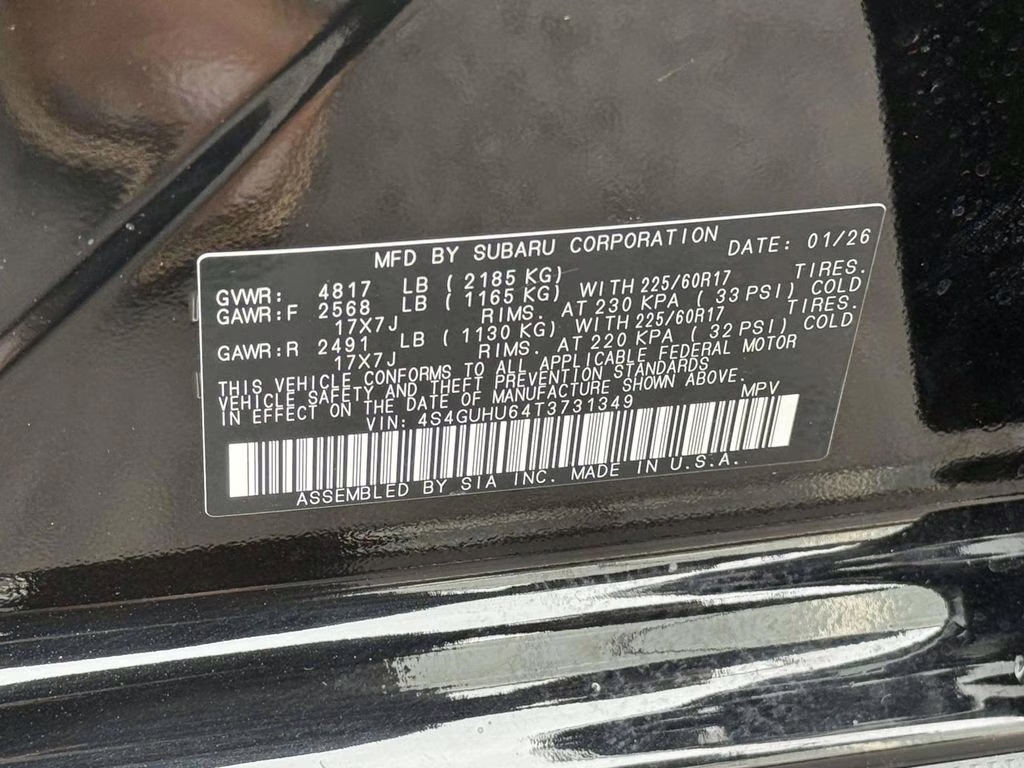 MFD BY SUBARU CORPORATION DATE: 01/26
GVWR: 4817 LB ( 2185 KG)
GAWR:F 2568 LB ( 1165 KG) WITH 225/60R17 TIRES.
17X7J RIMS. AT 230 KPA ( 33 PSI) COLD
GAWR:R 2491 LB ( 1130 KG) WITH 225/60R17 TIRES.
17X7J RIMS. AT 220 KPA ( 32 PSI) COLD
THIS VEHICLE CONFORMS TO ALL APPLICABLE FEDERAL MOTOR
VEHICLE SAFETY AND THEFT PREVENTION STANDARDS
IN EFFECT ON THE DATE OF MANUFACTURE SHOWN ABOVE.
VIN: 4S4GUHU64T3731349 MPV
ASSEMBLED BY SIA INC. MADE IN U.S.A.